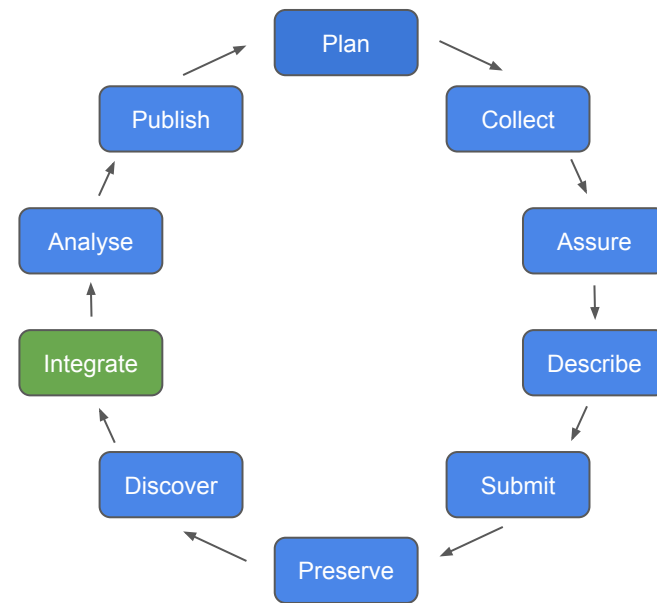 Plan
Collect
Assure
Describe
Submit
Preserve
Discover
Integrate
Analyse
Publish